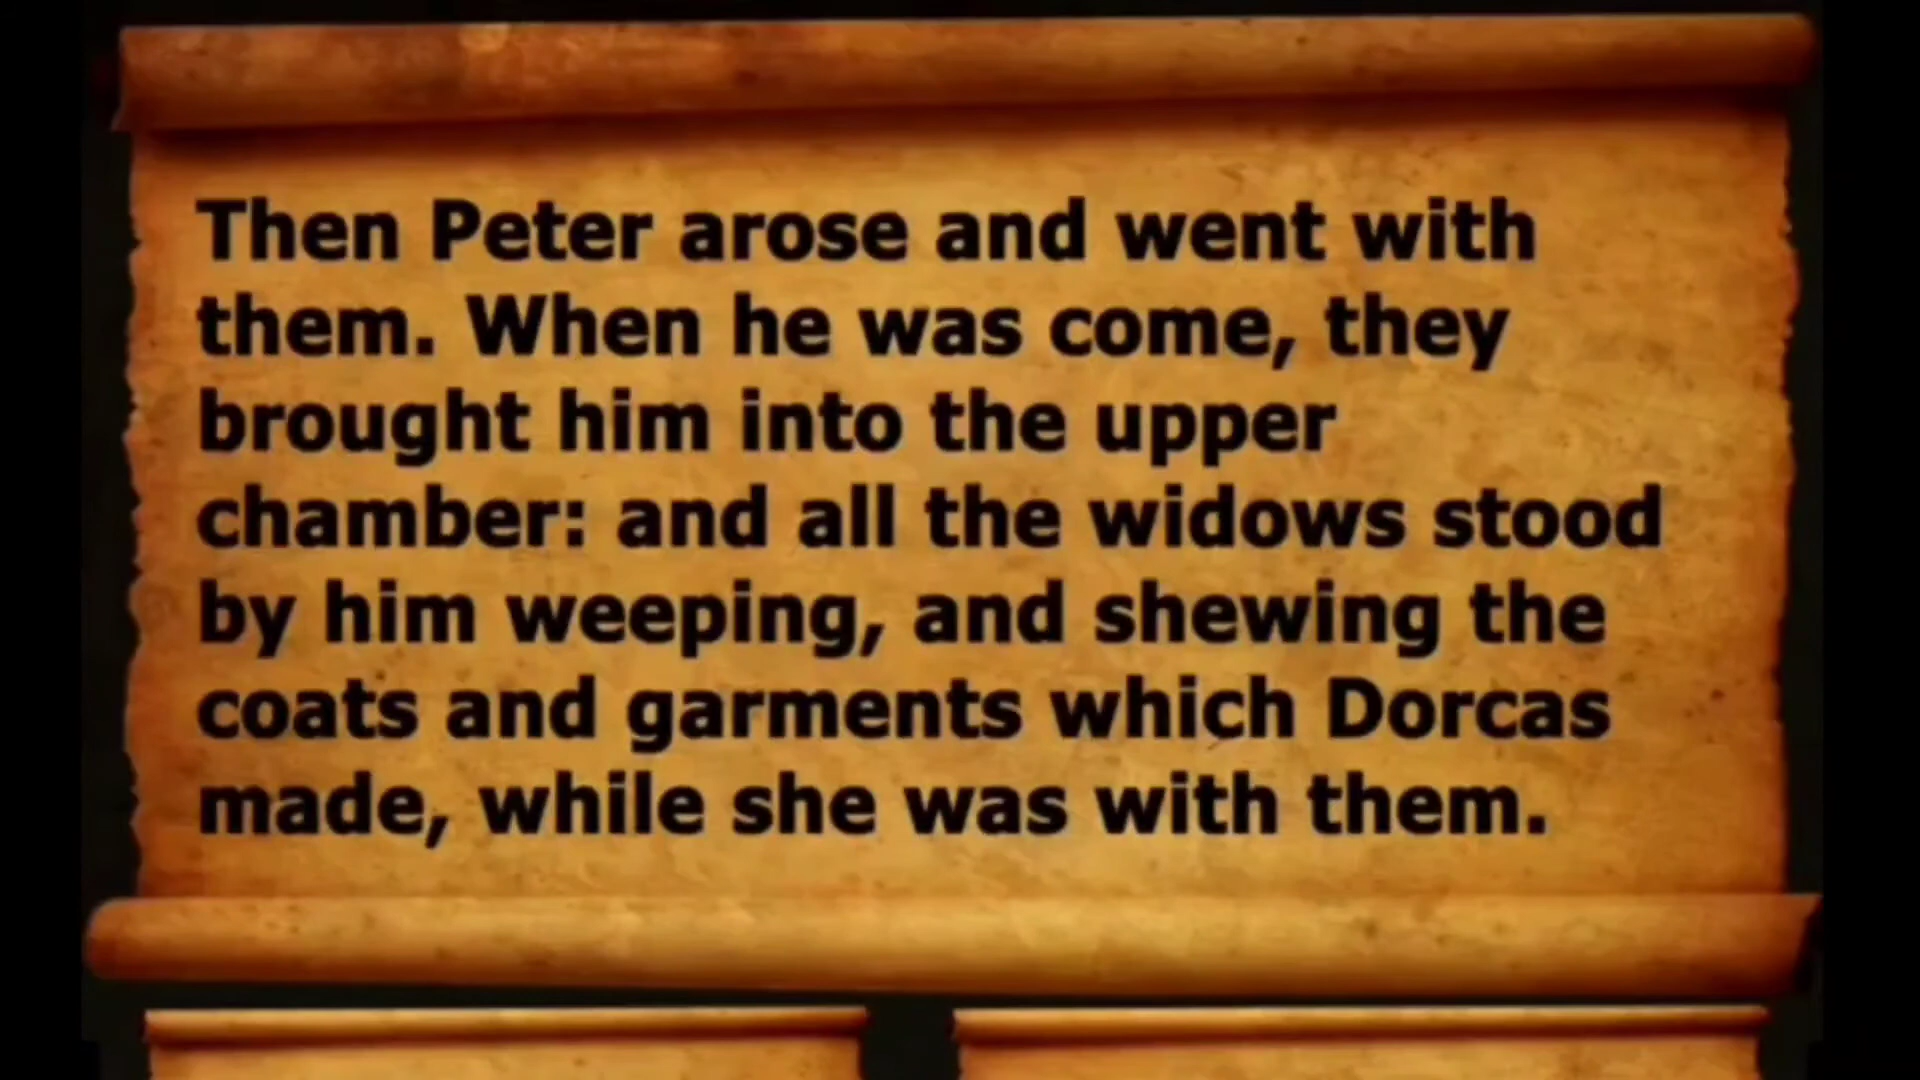 Then Peter arose and went with
them. When he was come, they
brought him into the upper
chamber: and all the widows stood
by him weeping, and shewing the
coats and garments which Dorcas
made, while she was with them.